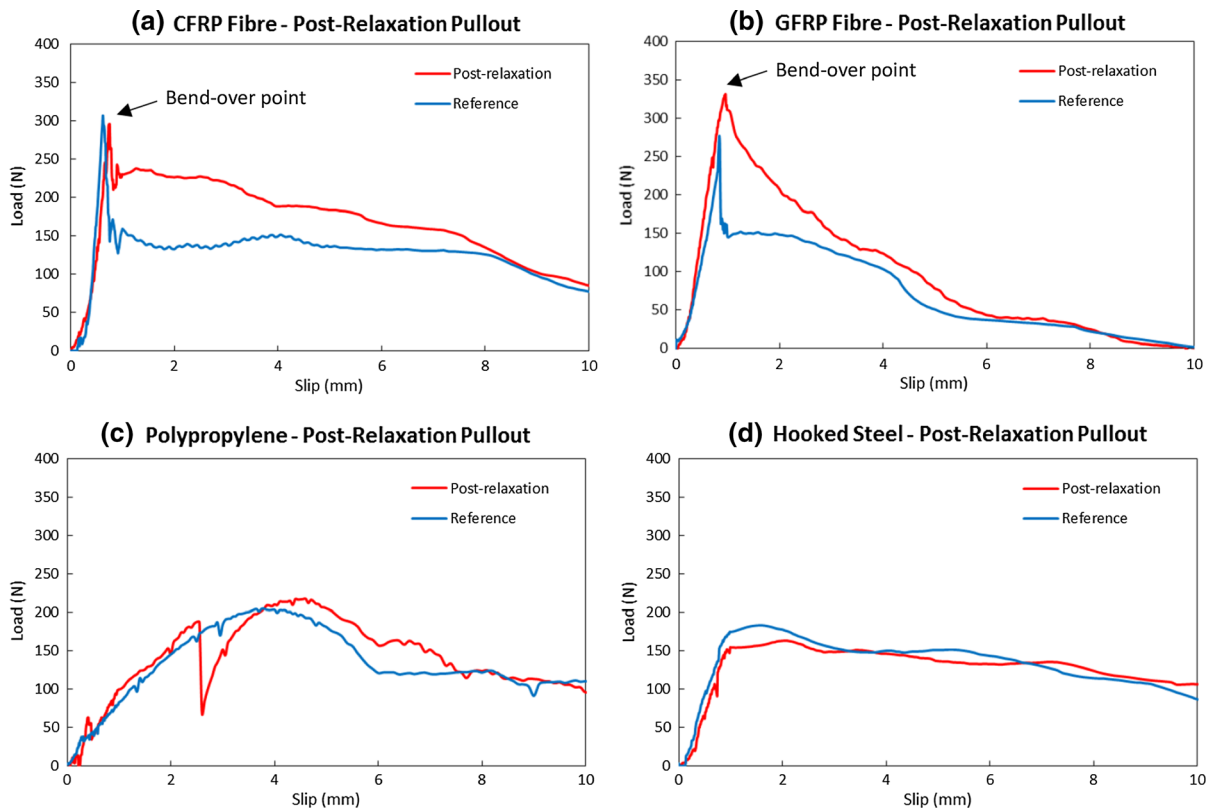 (a) CFRP Fibre - Post-Relaxation Pullout
400
350
300
250
200
150
100
50
0
Load (N)
Bend-over point
Post-relaxation
Reference
0 2 4 6 8 10
Slip (mm)
(b) GFRP Fibre - Post-Relaxation Pullout
400
350
300
250
200
150
100
50
0
Load (N)
Bend-over point
Post-relaxation
Reference
0 2 4 6 8 10
Slip (mm)
(c) Polypropylene - Post-Relaxation Pullout
400
350
300
250
200
150
100
50
0
Load (N)
Post-relaxation
Reference
0 2 4 6 8 10
Slip (mm)
(d) Hooked Steel - Post-Relaxation Pullout
400
350
300
250
200
150
100
50
0
Load (N)
Post-relaxation
Reference
0 2 4 6 8 10
Slip (mm)